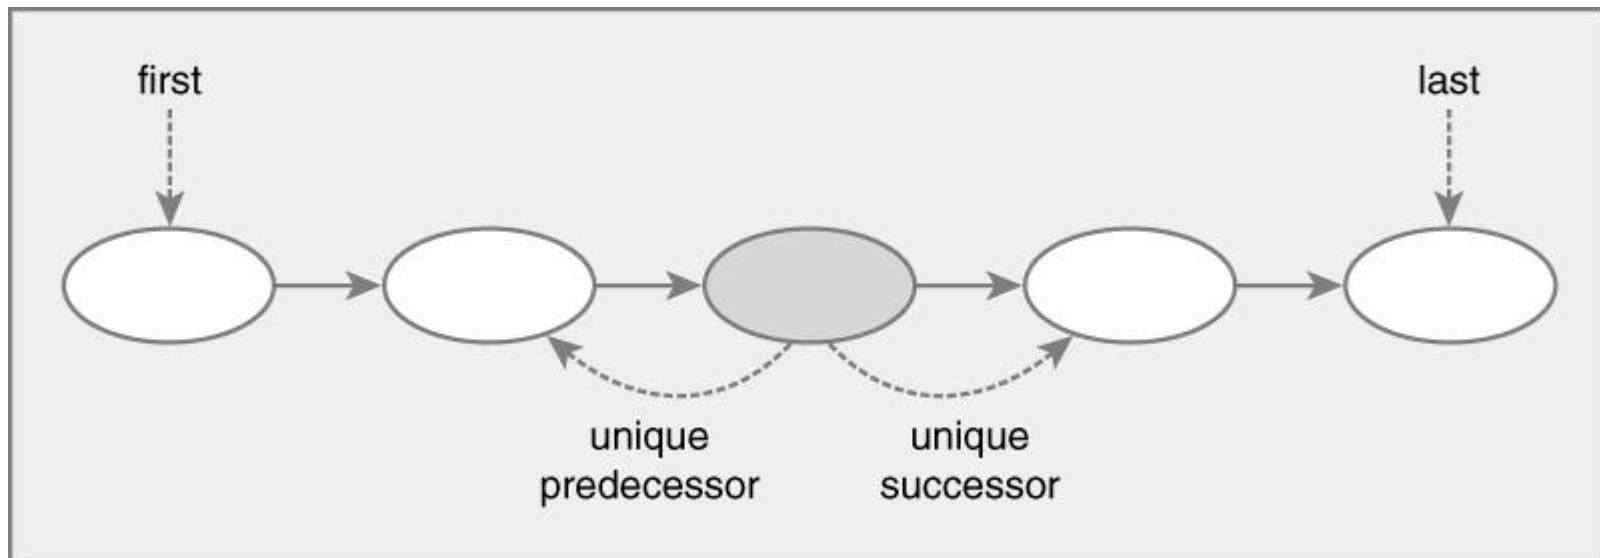 first
last
unique
predecessor
unique
successor